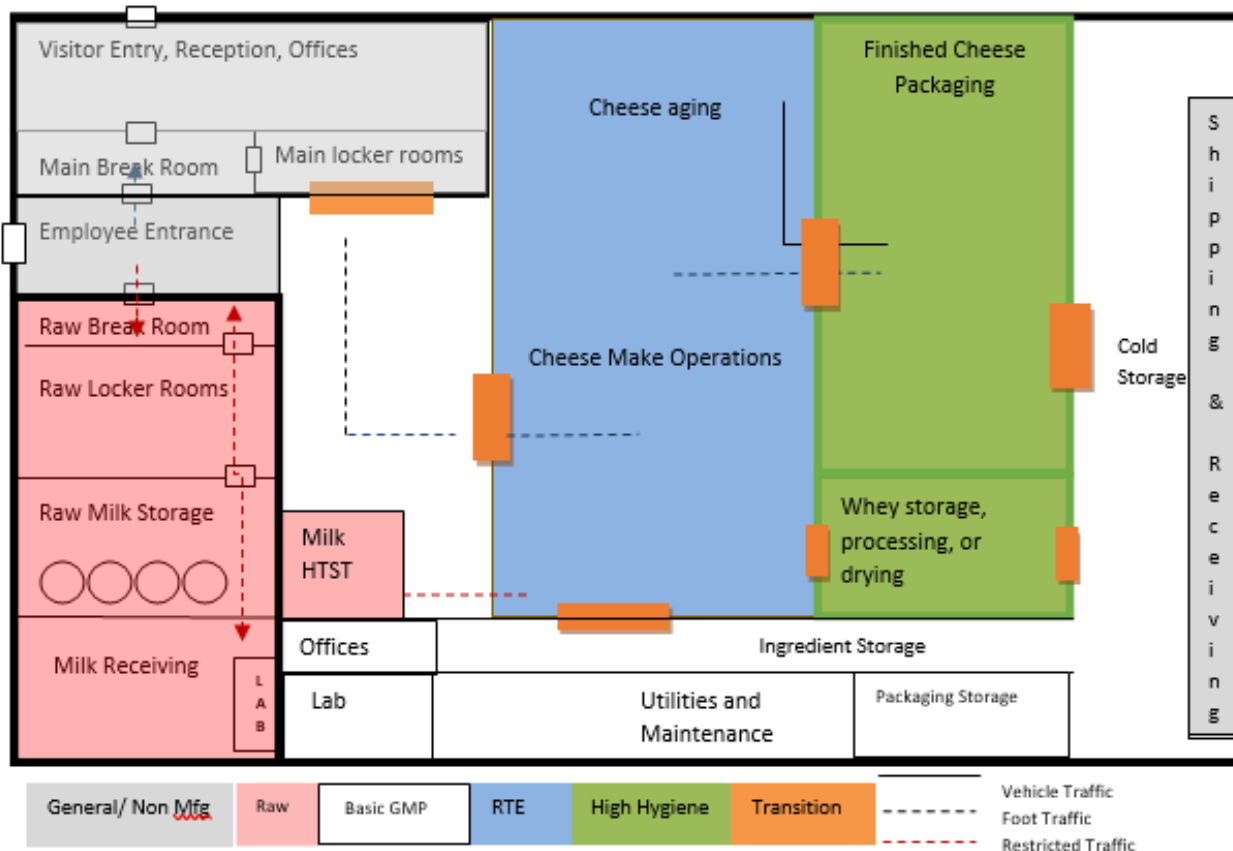 Visitor Entry, Reception, Offices
Main Break Room
Main locker rooms
Employee Entrance
Raw Break Room
Raw Locker Rooms
Raw Milk Storage
Milk Receiving
LAB
Milk
HTST
Offices
Lab
Cheese aging
Cheese Make Operations
Finished Cheese
Packaging
Whey storage,
processing, or
drying
Ingredient Storage
Utilities and
Maintenance
Packaging Storage
Cold
Storage
Shipping & Receiving
General/ Non Mfg
Raw
Basic GMP
RTE
High Hygiene
Transition
Vehicle Traffic
Foot Traffic
Restricted Traffic